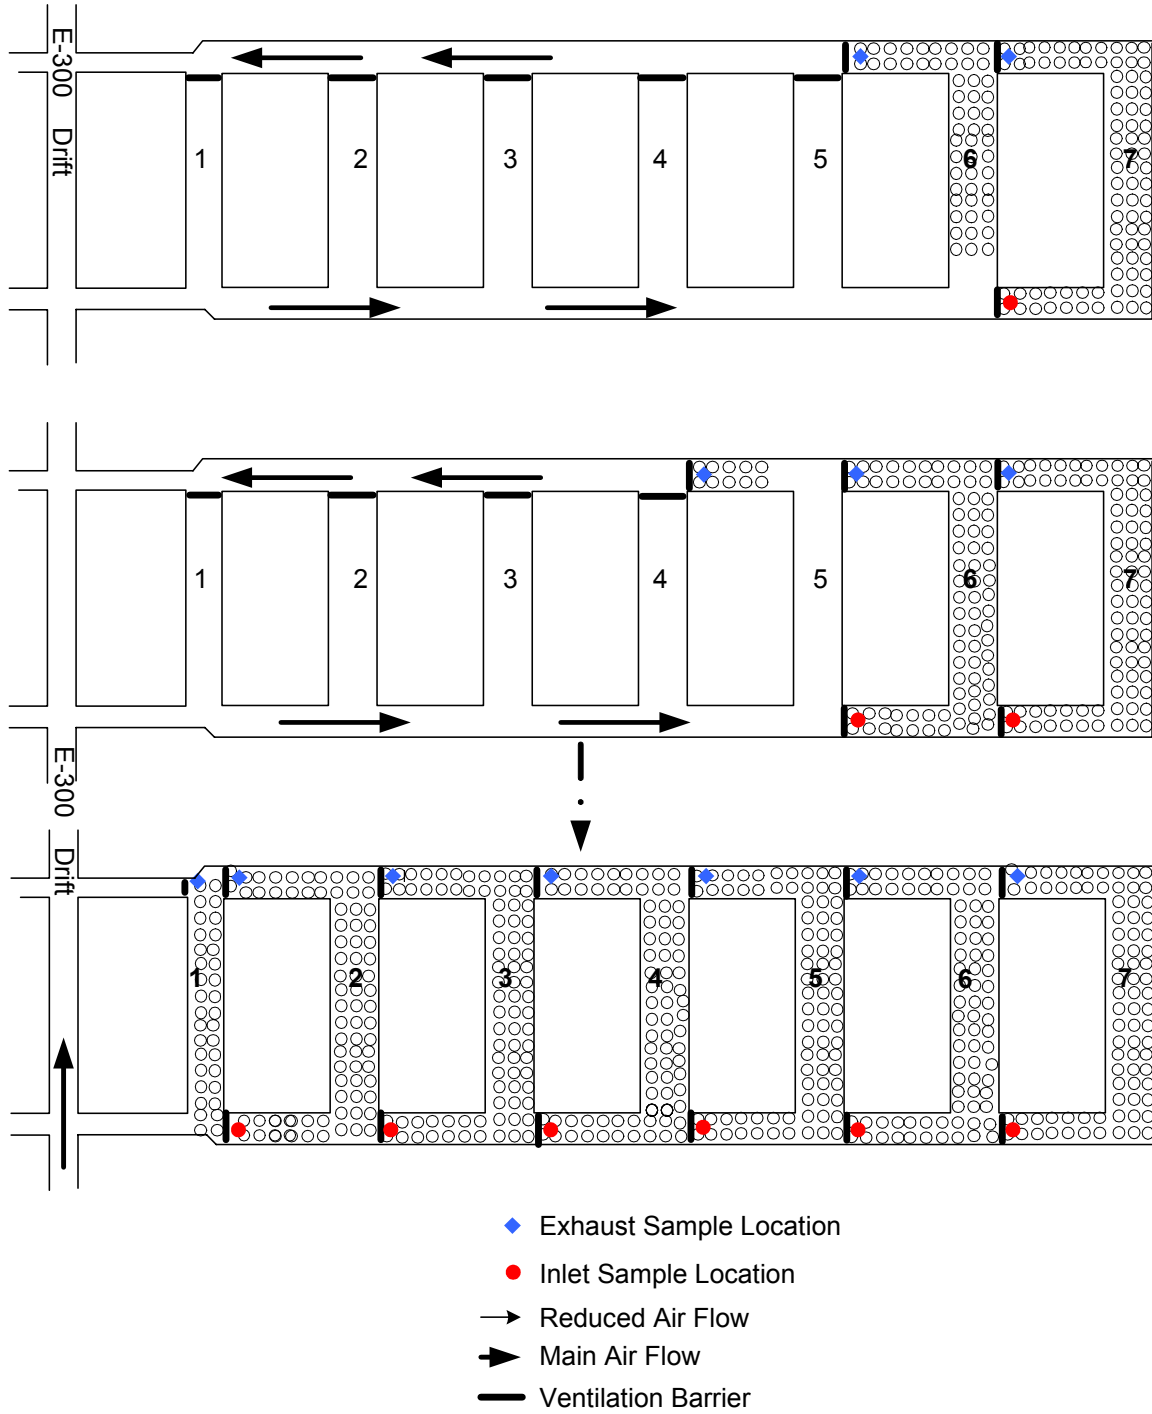 E-300 Drift
1 2 3 4 5 6 7
1 2 3 4 5 6 7
E-300 Drift
1 2 3 4 5 6 7
Exhaust Sample Location
Inlet Sample Location
Reduced Air Flow
Main Air Flow
Ventilation Barrier